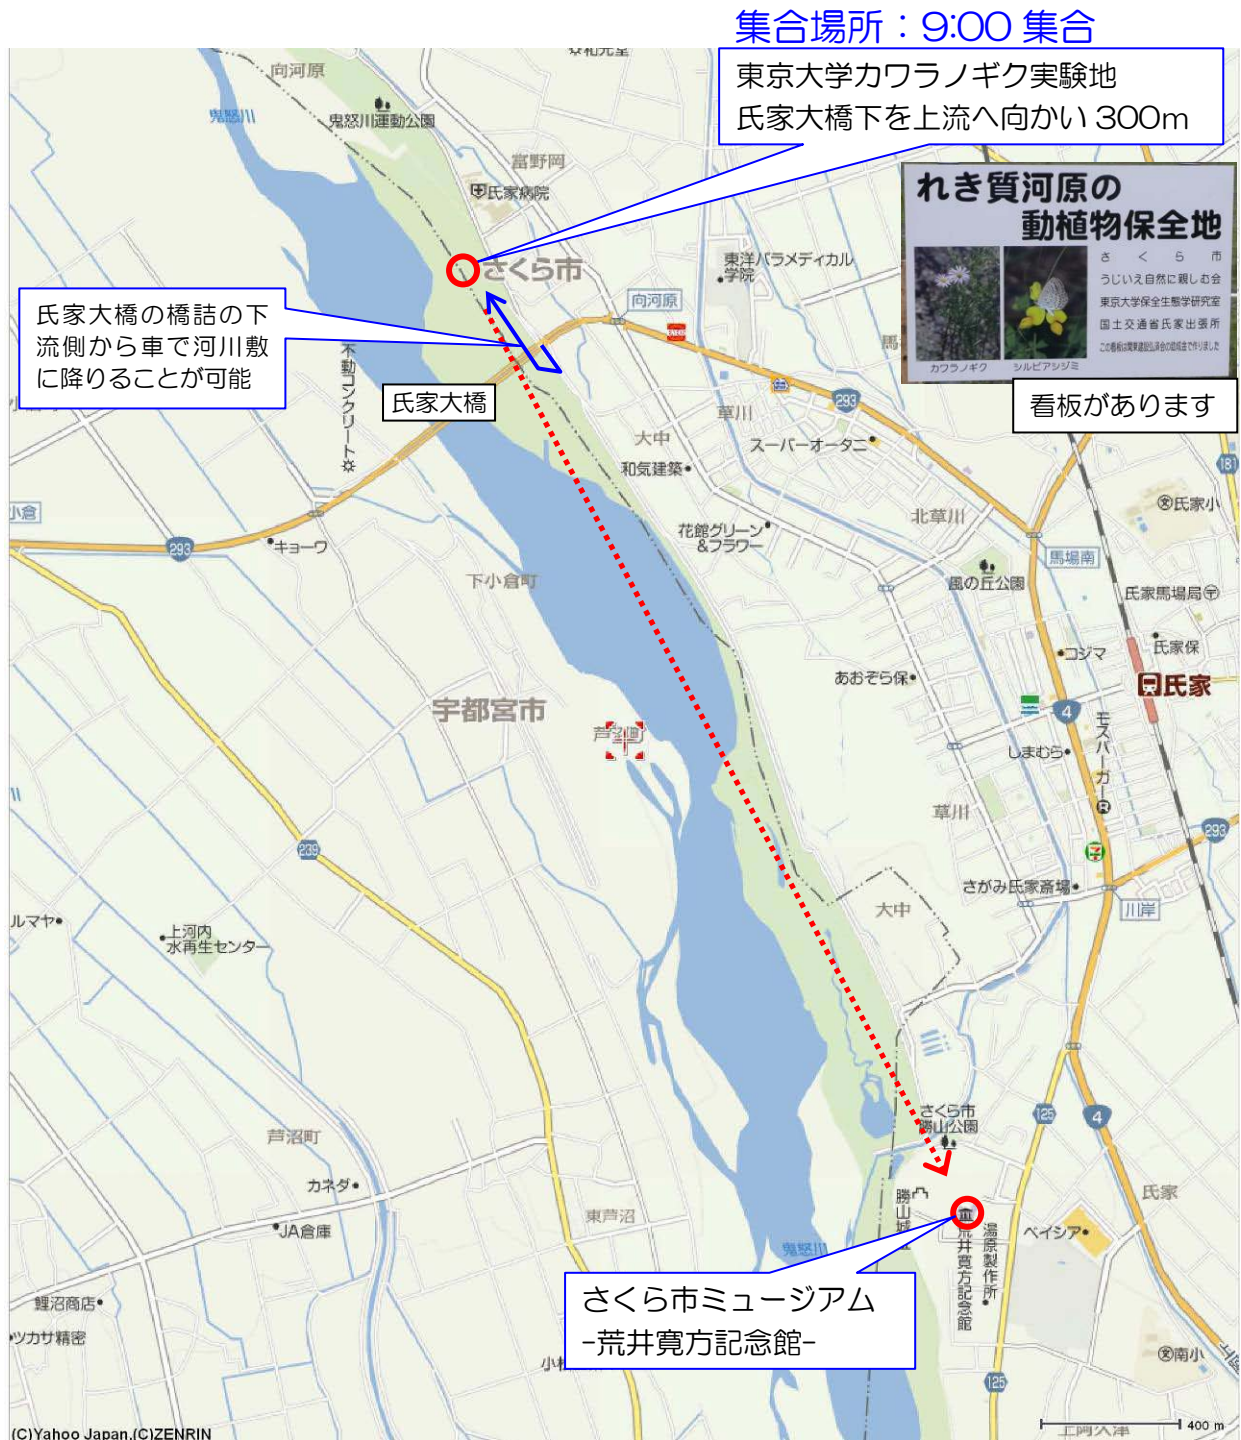 集合場所：9:00 集合
東京大学カワラノギク実験地
氏家大橋下を上流へ向かい 300m
向河原
鬼怒川
鬼怒川運動公園
富野岡
氏家病院
れき質河原の
動植物保全地
さくら市
うじいえ自然に親しむ会
東京大学保全生態学研究室
国土交通省氏家出張所
カワラノギク
シルビアシジミ
看板があります
東洋パラメディカル
学院
さくら市
向河原
氏家大橋の橋詰の下
流側から車で河川敷
に降りることが可能
不動コンクリート
氏家大橋
293
草川
大中
スーパーオータニ
和気建築
181
氏家小
小倉
293
キョーワ
花館グリーン
&フラワー
北草川
馬場南
下小倉町
風の丘公園
氏家馬場局
氏家保
コジマ
あおぞら保
氏家
宇都宮市
4
モスバーガー
しまむら
草川
239
293
さがみ氏家斎場
川岸
大中
ルマヤ
上河内
水再生センター
さくら市
勝山公園
125
4
芦沼町
カネダ
JA倉庫
東芦沼
勝山城
氏家
ベイシア
湯原製作所
荒井寛方記念館
鬼怒川
さくら市ミュージアム
-荒井寛方記念館-
鯉沼商店
ツカサ精密
南小
125
上阿久津
400 m
(C)Yahoo Japan,(C)ZENRIN